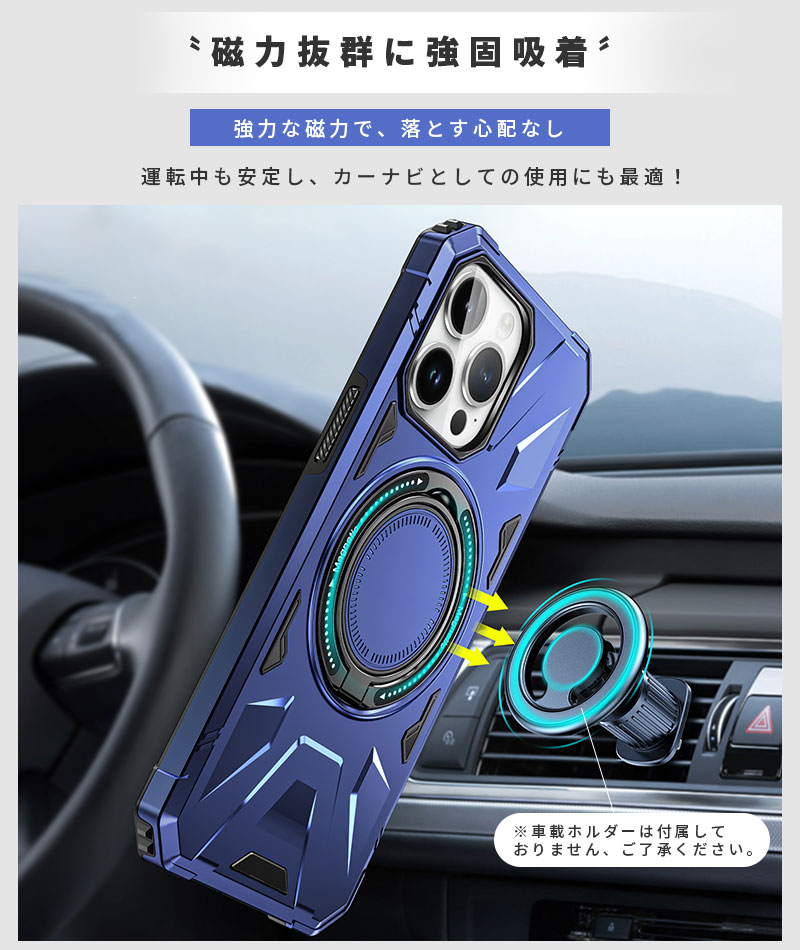 〝磁力抜群に強固吸着〞
強力な磁力で、落とす心配なし
運転中も安定し、カーナビとしての使用にも最適！
※車載ホルダーは付属して
おりません、ご了承ください。